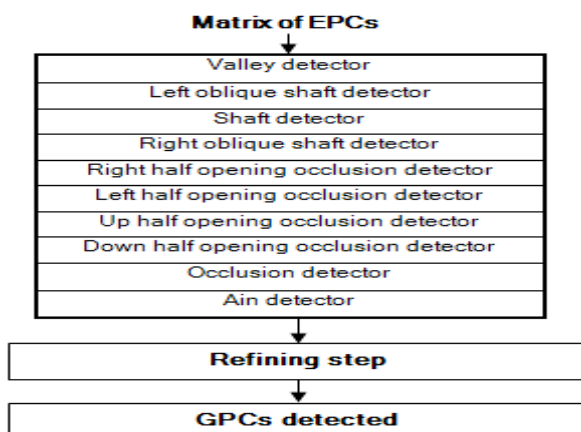 Matrix of EPCs
Valley detector
Left oblique shaft detector
Shaft detector
Right oblique shaft detector
Right half opening occlusion detector
Left half opening occlusion detector
Up half opening occlusion detector
Down half opening occlusion detector
Occlusion detector
Ain detector
Refining step
GPCs detected